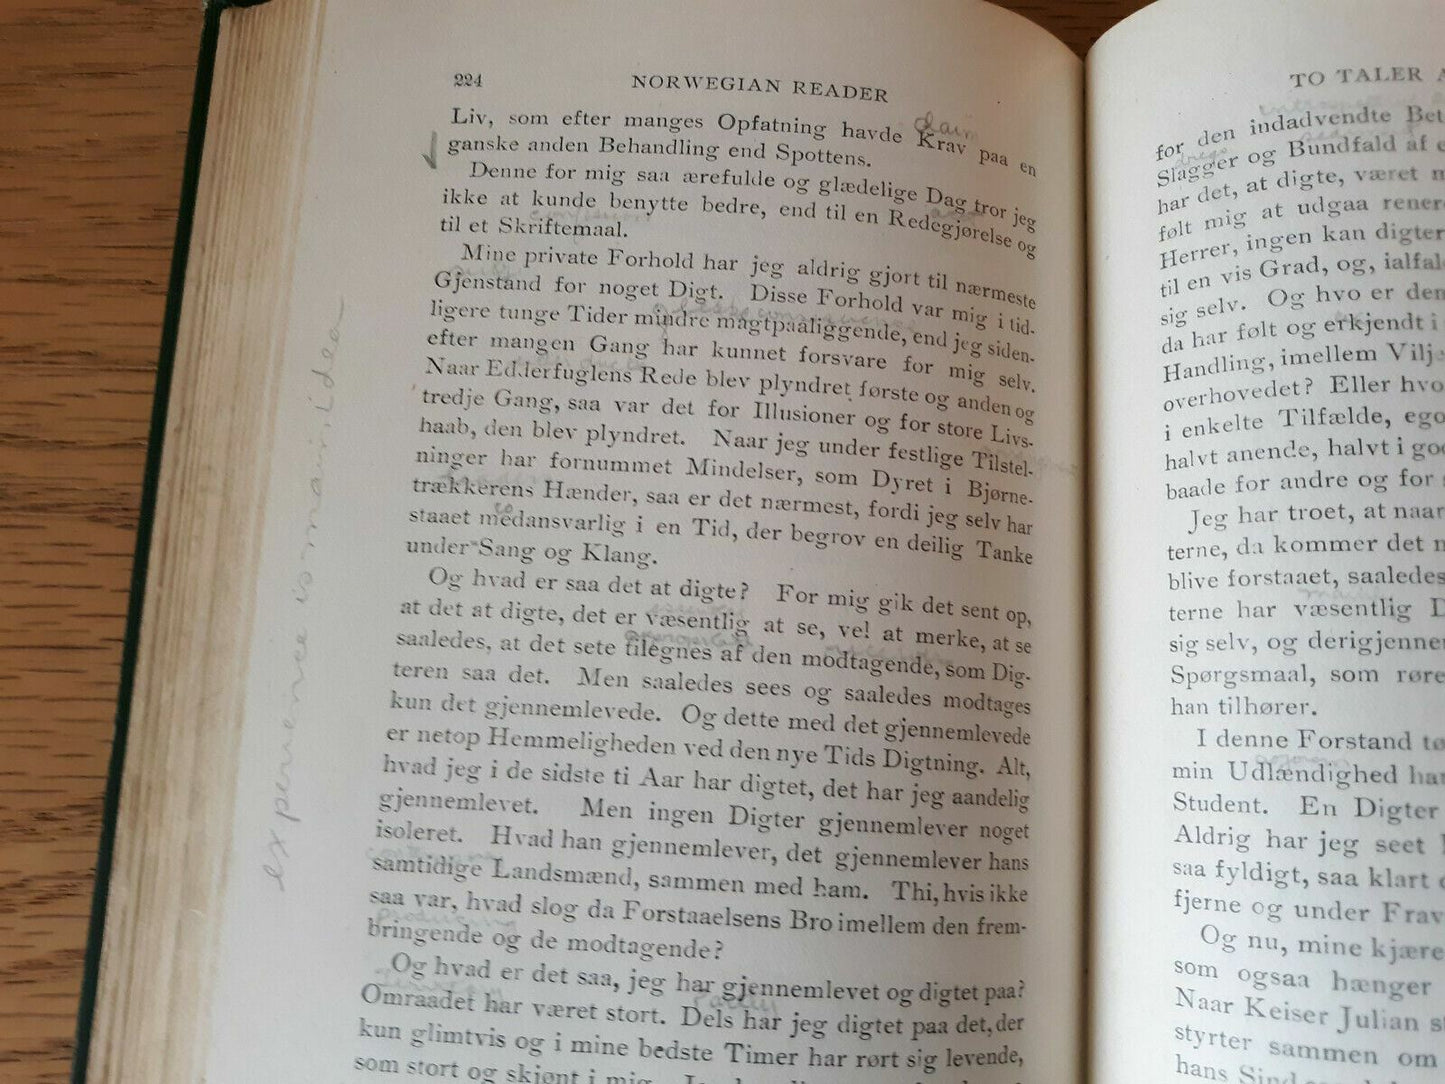 224 NORWEGIAN READER
claim
Liv, som efter manges Opfatning havde Krav paa en
ganske anden Behandling end Spottens.
Denne for mig saa ærefulde og glædelige Dag tror jeg
ikke at kunde benytte bedre, end til en Redegjørelse og
til et Skriftemaal.
Mine private Forhold har jeg aldrig gjort til nærmeste
Gjenstand for noget Digt. Disse Forhold var mig i tid-
ligere tunge Tider mindre magtpaaliggende, end jeg siden-
efter mangen Gang har kunnet forsvare for mig selv.
Naar Edderfuglens Rede blev plyndret første og anden og
tredje Gang, saa var det for Illusioner og for store Livs-
haab, den blev plyndret. Naar jeg under festlige Tilstel-
ninger har fornummet Mindelser, som Dyret i Bjørne-
trækkerens Hænder, saa er det nærmest, fordi jeg selv har
co
staaet medansvarlig i en Tid, der begrov en deilig Tanke
under Sang og Klang.
Og hvad er saa det at digte? For mig gik det sent op,
at det at digte, det er væsentlig at se, vel at merke, at se
saaledes, at det sete tilegnes af den modtagende, som Dig-
teren saa det. Men saaledes sees og saaledes modtages
kun det gjennemlevede. Og dette med det gjennemlevede
er netop Hemmeligheden ved den nye Tids Digtning. Alt,
hvad jeg i de sidste ti Aar har digtet, det har jeg aandelig
gjennemlevet. Men ingen Digter gjennemlever noget
isoleret. Hvad han gjennemlever, det gjennemlever hans
samtidige Landsmænd, sammen med ham. Thi, hvis ikke
saa var, hvad slog da Forstaaelsens Bro imellem den frem-
producing
bringende og de modtagende?
Og hvad er det saa, jeg har gjennemlevet og digtet paa?
partly
Omraadet har været stort. Dels har jeg digtet paa det, der
kun glimtvis og i mine bedste Timer har rørt sig levende,
som stort og skjønt i mig.
experience is main idea
TO TALER
for den indadvendte
dregs
Slagger og Bundfald af
har det, at digte, været
følt mig at udgaa
Herrer, ingen kan digter
til en vis Grad, og,
sig selv. Og hvo er
da har følt og erkjendt i
Handling, imellem
overhovedet? Eller hvo
i enkelte Tilfælde,
halvt anende, halvt i
baade for andre og for
Jeg har troet, at naar
terne, da kommer det
blive forstaaet, saaledes
terne har væsentlig
sig selv, og derigjennem
Spørgsmaal, som
han tilhører.
I denne Forstand
min Udlændighed
Student. En Digter
Aldrig har jeg seet
saa fyldigt, saa klart
fjerne og under
Og nu, mine kjære
som ogsaa hænger
Naar Keiser Julian
styrter sammen om
hans